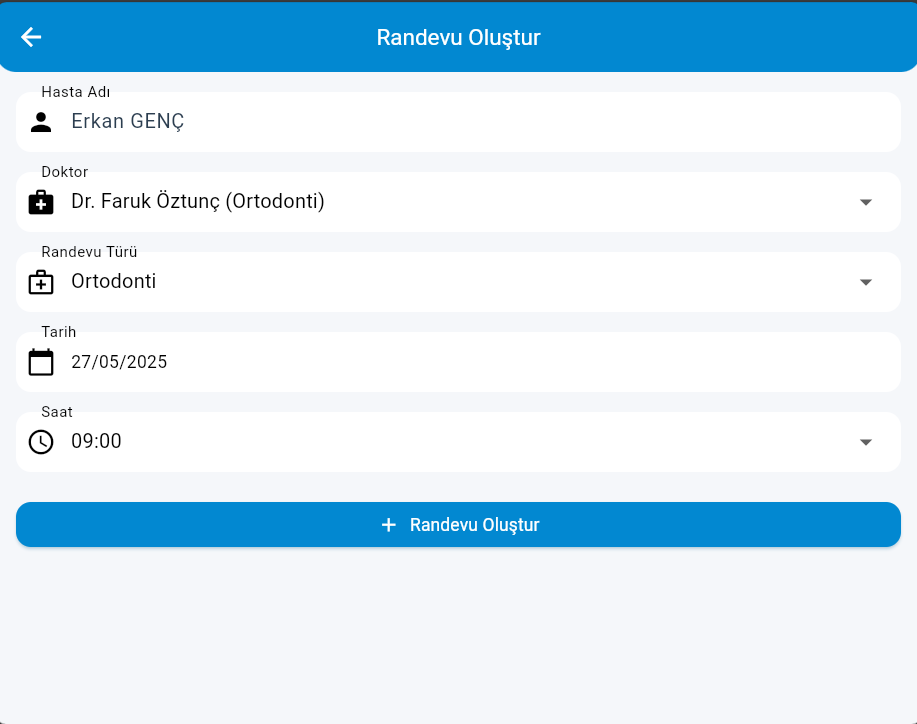 Randevu Oluştur
Hasta Adı
Erkan GENÇ
Doktor
Dr. Faruk Öztunç (Ortodonti)
Randevu Türü
Ortodonti
Tarih
27/05/2025
Saat
09:00
Randevu Oluştur